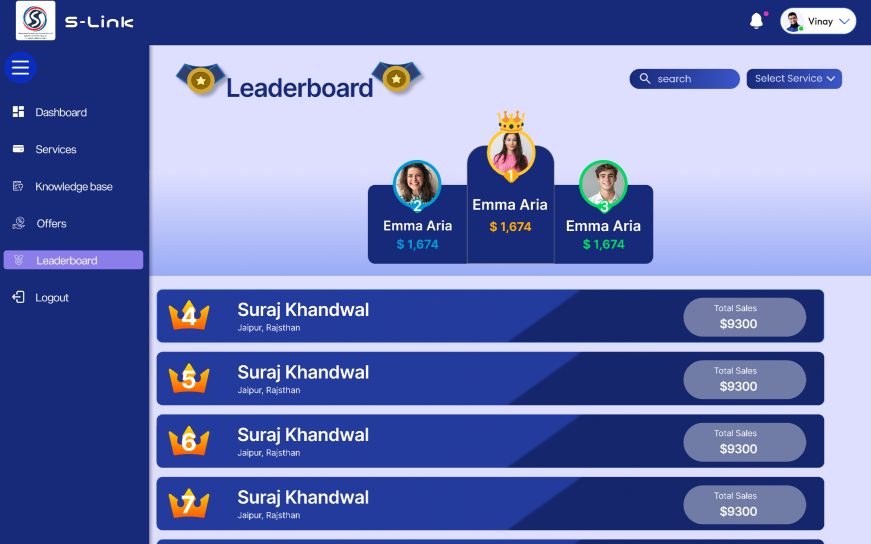 S-Link
Vinay
Dashboard
Services
Knowledge base
Offers
Leaderboard
Logout
Leaderboard
search
Select Service
1
2
3
Emma Aria
$ 1,674
Emma Aria
$ 1,674
Emma Aria
$ 1,674
4
Suraj Khandwal
Jaipur, Rajsthan
Total Sales
$9300
5
Suraj Khandwal
Jaipur, Rajsthan
Total Sales
$9300
6
Suraj Khandwal
Jaipur, Rajsthan
Total Sales
$9300
7
Suraj Khandwal
Jaipur, Rajsthan
Total Sales
$9300